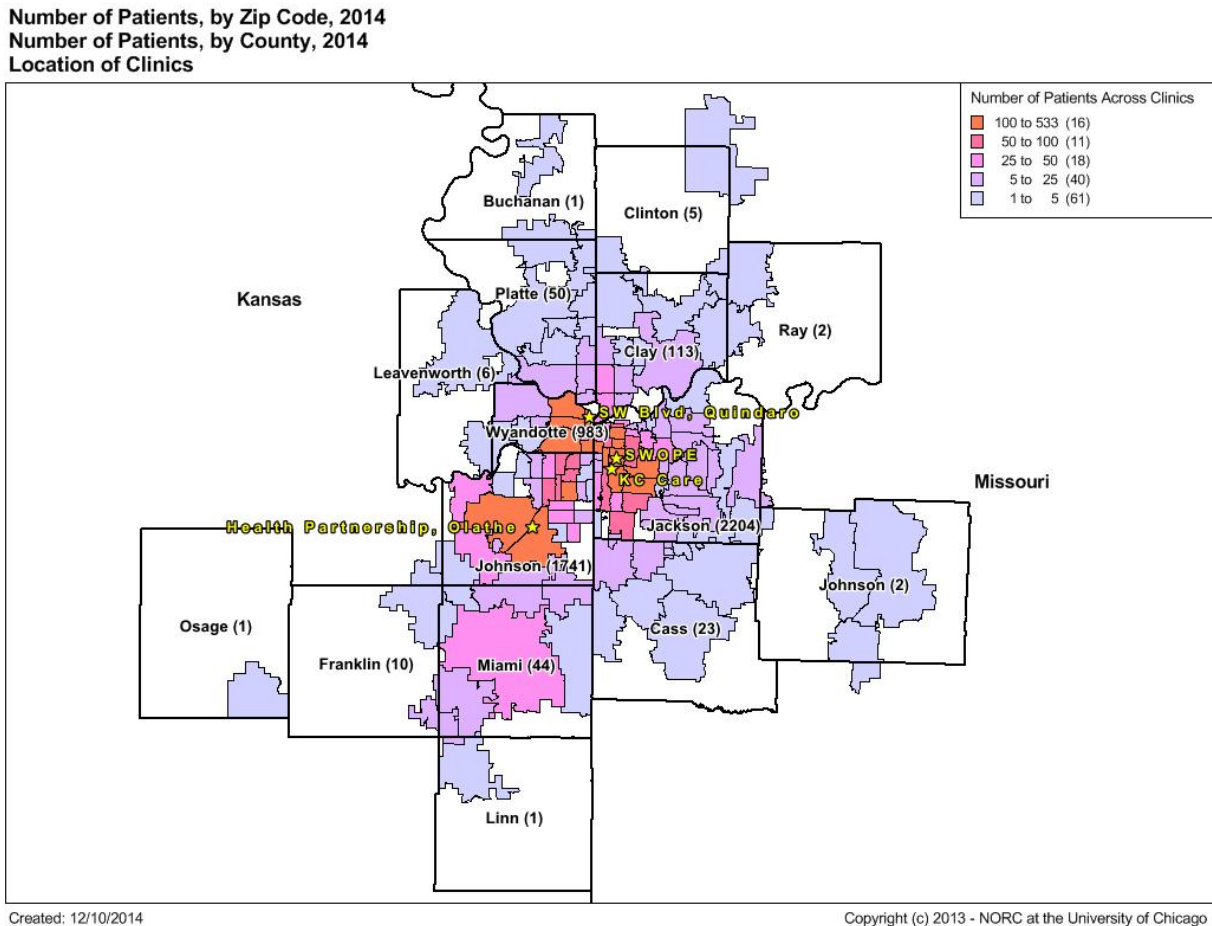 Number of Patients, by Zip Code, 2014
Number of Patients, by County, 2014
Location of Clinics
Number of Patients Across Clinics
100 to 533 (16)
50 to 100 (11)
25 to 50 (18)
5 to 25 (40)
1 to 5 (61)
Buchanan (1)
Clinton (5)
Kansas
Platte (50)
Ray (2)
Clay (113)
Leavenworth (6)
SW Blvd, Quindaro
Wyandotte (983)
SWOPE
KC Care
Missouri
Health Partnership, Olathe
Jackson (2204)
Johnson (1741)
Johnson (2)
Osage (1)
Cass (23)
Franklin (10)
Miami (44)
Linn (1)
Created: 12/10/2014
Copyright (c) 2013 - NORC at the University of Chicago